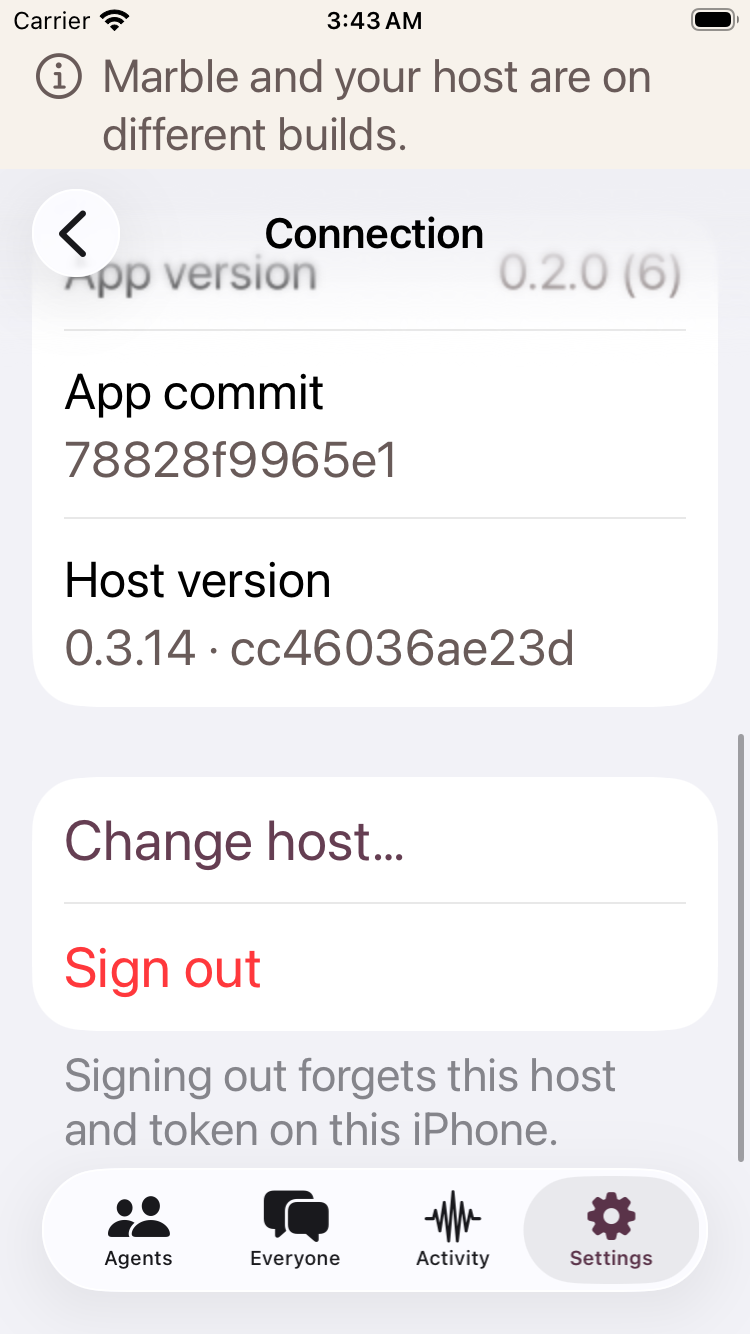 Carrier
3:43 AM
Marble and your host are on
different builds.
Connection
App version
0.2.0 (6)
App commit
78828f9965e1
Host version
0.3.14 · cc46036ae23d
Change host...
Sign out
Signing out forgets this host
and token on this iPhone.
Agents
Everyone
Activity
Settings